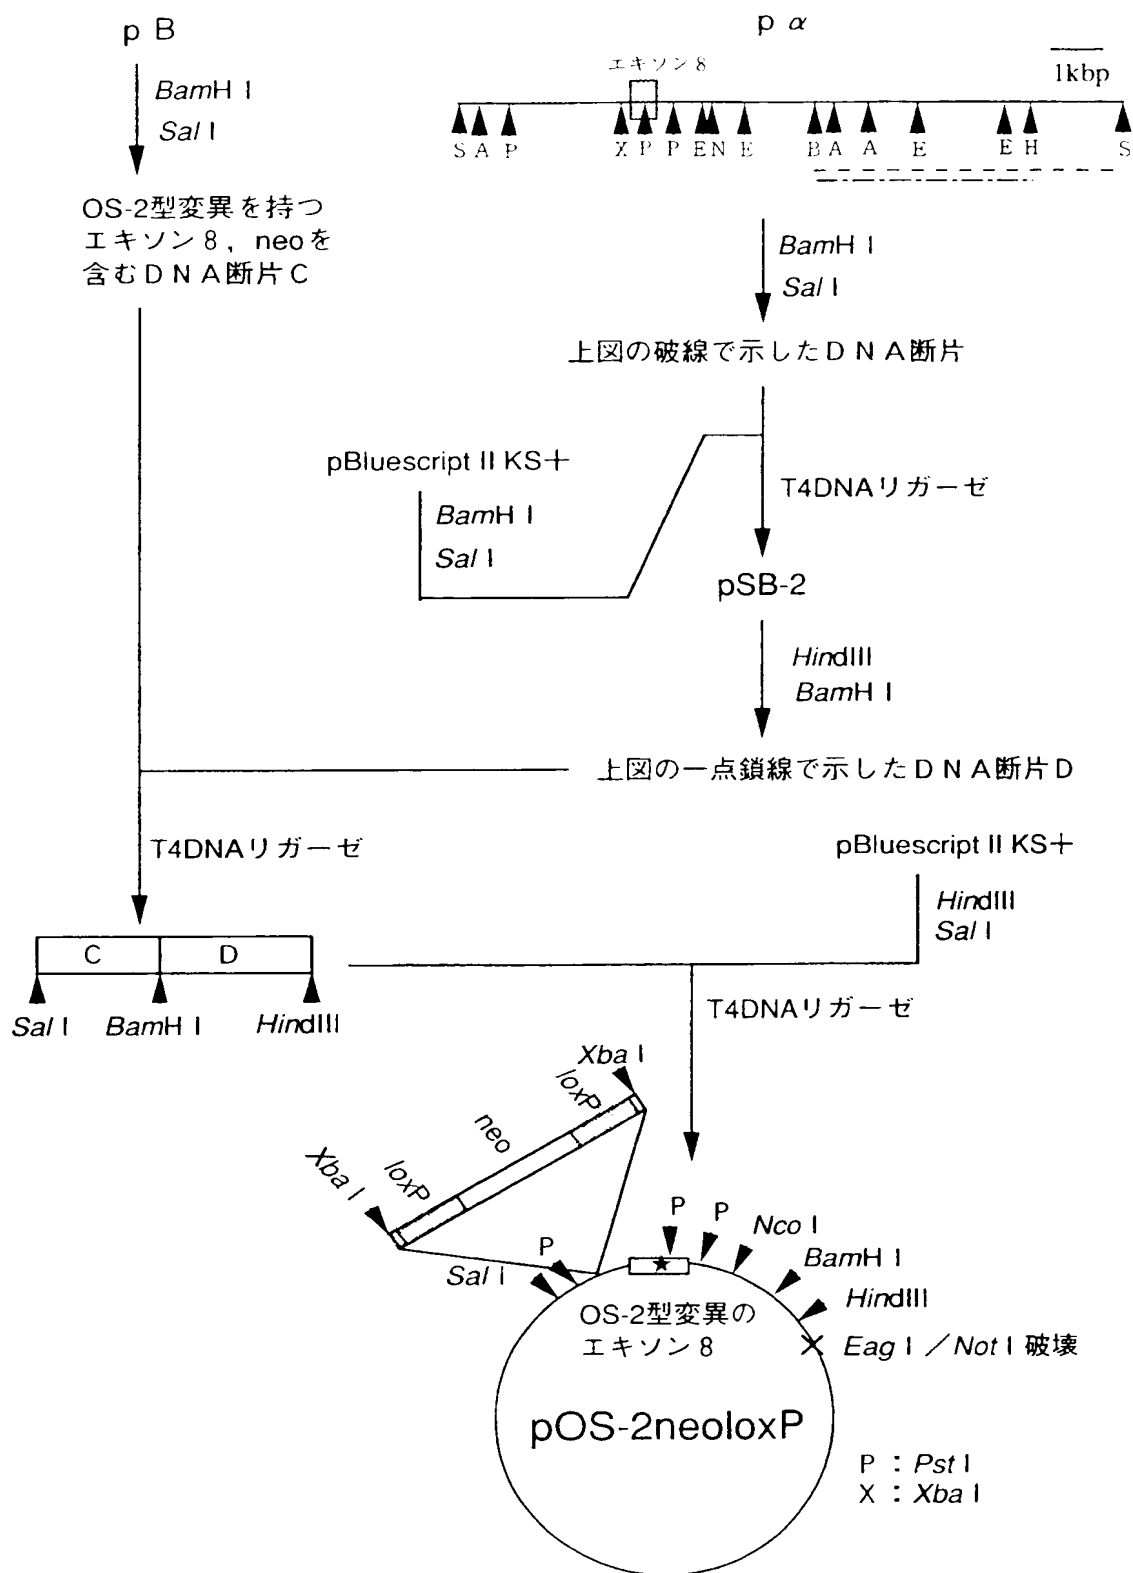 p B
BamH I
Sal I
OS-2型変異を持つ
エキソン8，neoを
含むDNA断片C
p α
エキソン8
1kbp
S A P X P P E N E B A A E E H S
BamH I
Sal I
上図の破線で示したDNA断片
pBluescript II KS+
BamH I
Sal I
T4DNAリガーゼ
pSB-2
HindIII
BamH I
上図の一点鎖線で示したDNA断片D
T4DNAリガーゼ
pBluescript II KS+
HindIII
Sal I
C D
Sal I BamH I HindIII
T4DNAリガーゼ
Xba I
loxP
neo
loxP
Xba I
Sal I
P
P
P
Nco I
BamH I
HindIII
Eag I ／Not I 破壊
OS-2型変異の
エキソン8
pOS-2neoloxP
P : Pst I
X : Xba I